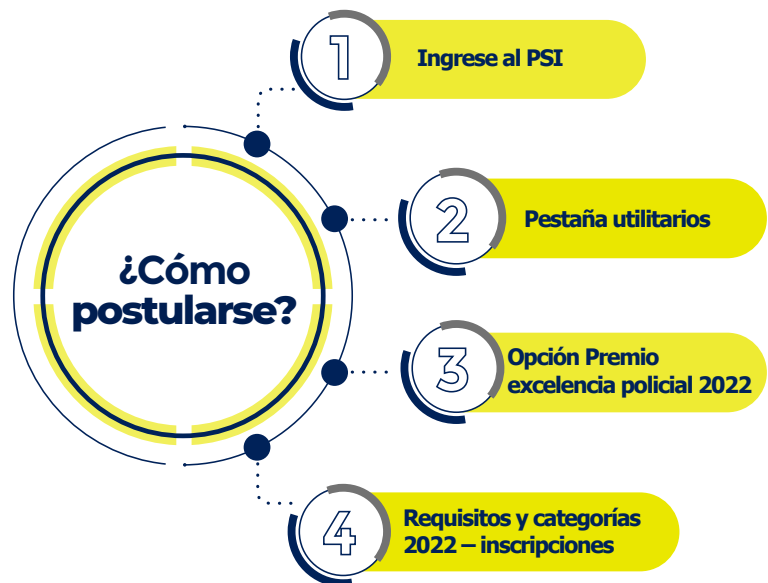 ¿Cómo
postularse?
1
Ingrese al PSI
2
Pestaña utilitarios
3
Opción Premio
excelencia policial 2022
4
Requisitos y categorías
2022 – inscripciones